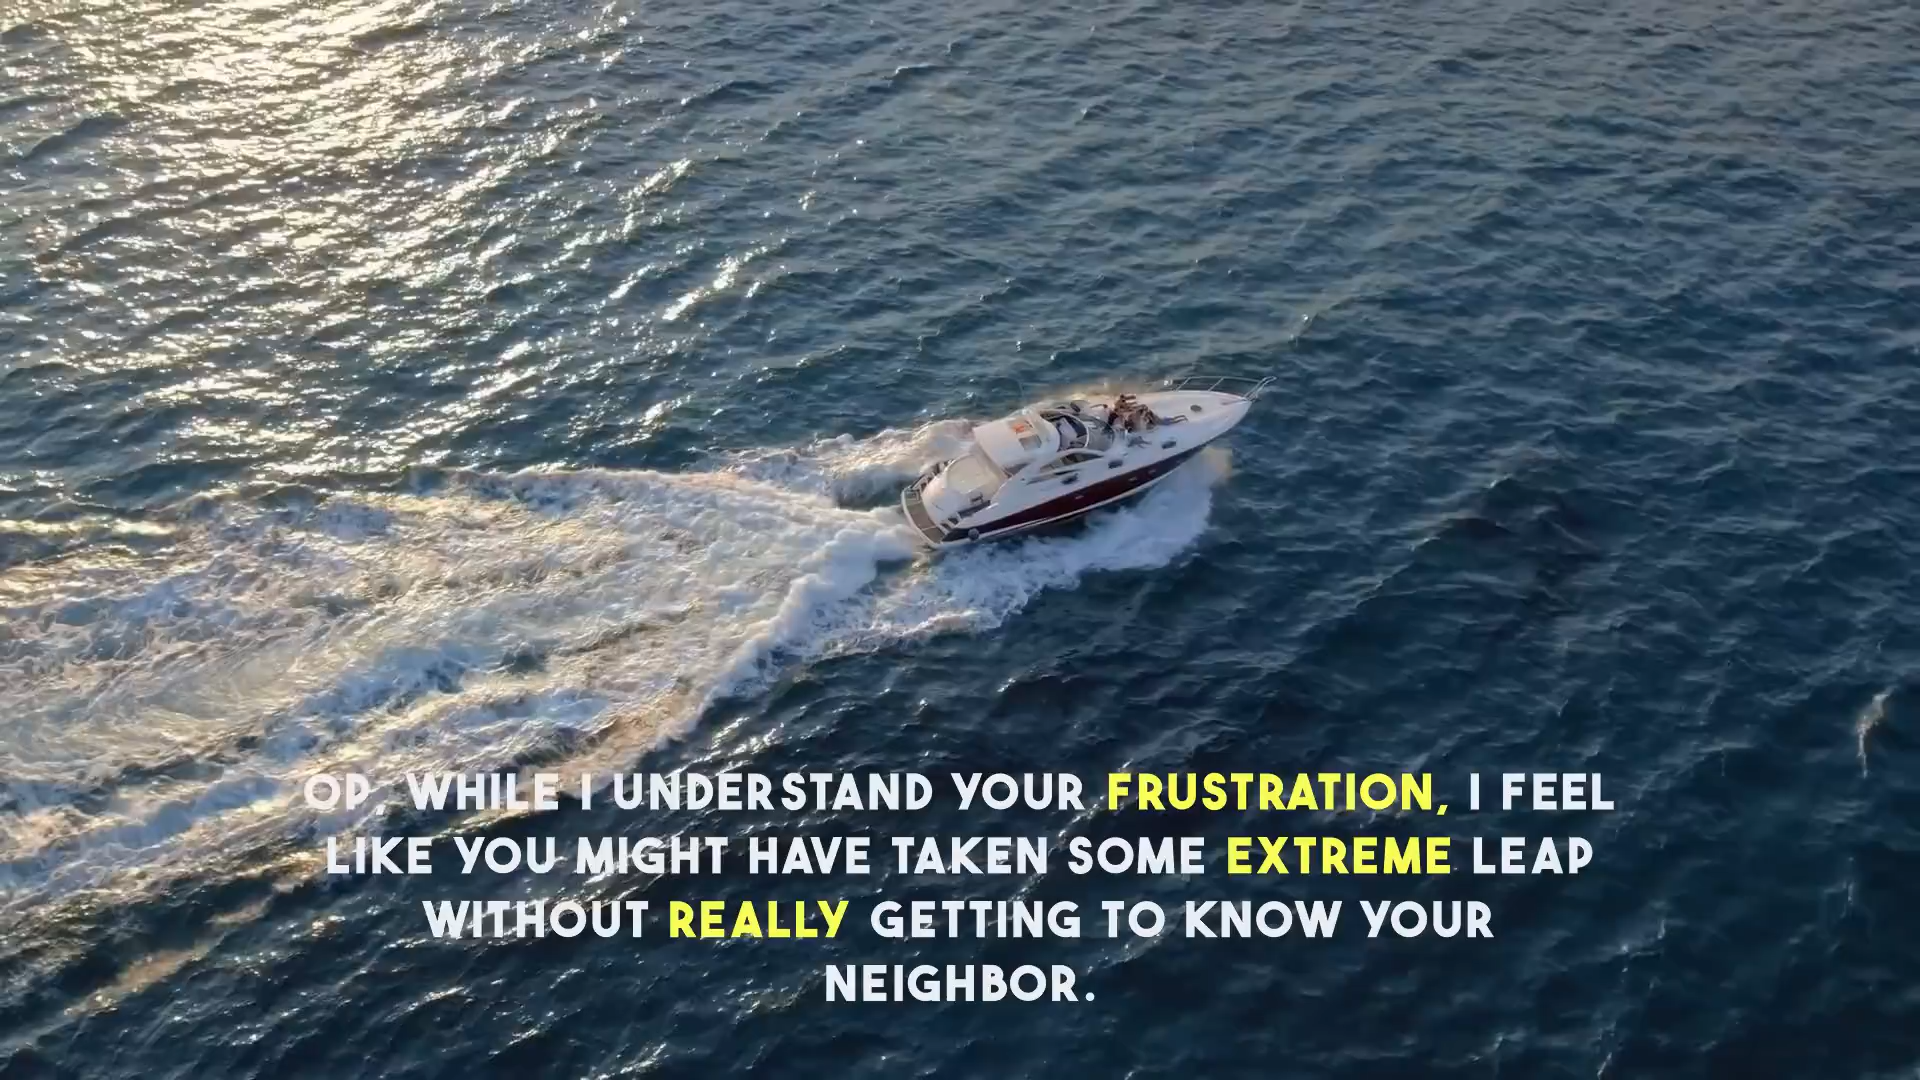 OP, WHILE I UNDERSTAND YOUR FRUSTRATION, I FEEL
LIKE YOU MIGHT HAVE TAKEN SOME EXTREME LEAP
WITHOUT REALLY GETTING TO KNOW YOUR
NEIGHBOR.